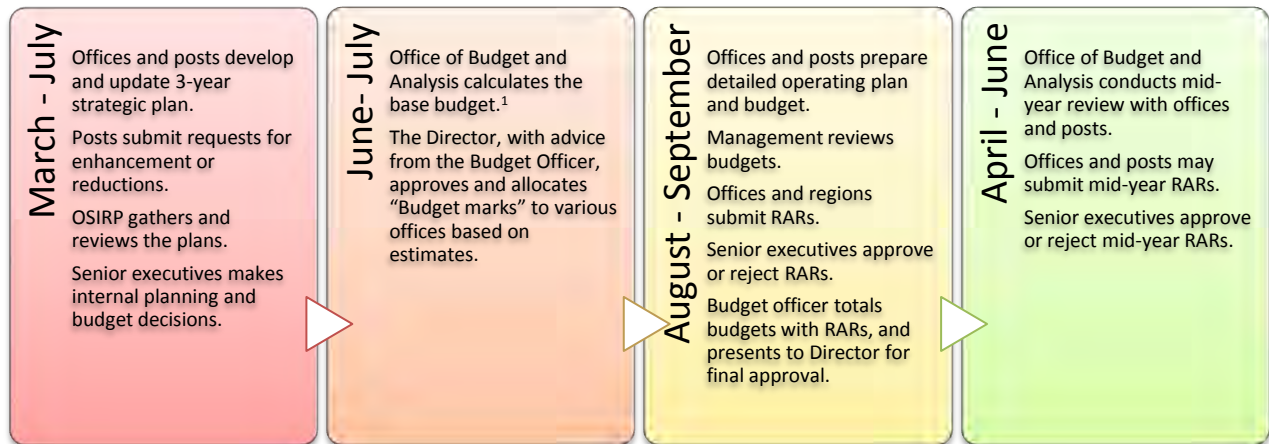 March - July
Offices and posts develop
and update 3-year
strategic plan.
Posts submit requests for
enhancement or
reductions.
OSIRP gathers and
reviews the plans.
Senior executives makes
internal planning and
budget decisions.
June- July
Office of Budget and
Analysis calculates the
base budget.¹
The Director, with advice
from the Budget Officer,
approves and allocates
“Budget marks” to various
offices based on
estimates.
August - September
Offices and posts prepare
detailed operating plan
and budget.
Management reviews
budgets.
Offices and regions
submit RARs.
Senior executives approve
or reject RARs.
Budget officer totals
budgets with RARs, and
presents to Director for
final approval.
April - June
Office of Budget and
Analysis conducts mid-
year review with offices
and posts.
Offices and posts may
submit mid-year RARs.
Senior executives approve
or reject mid-year RARs.